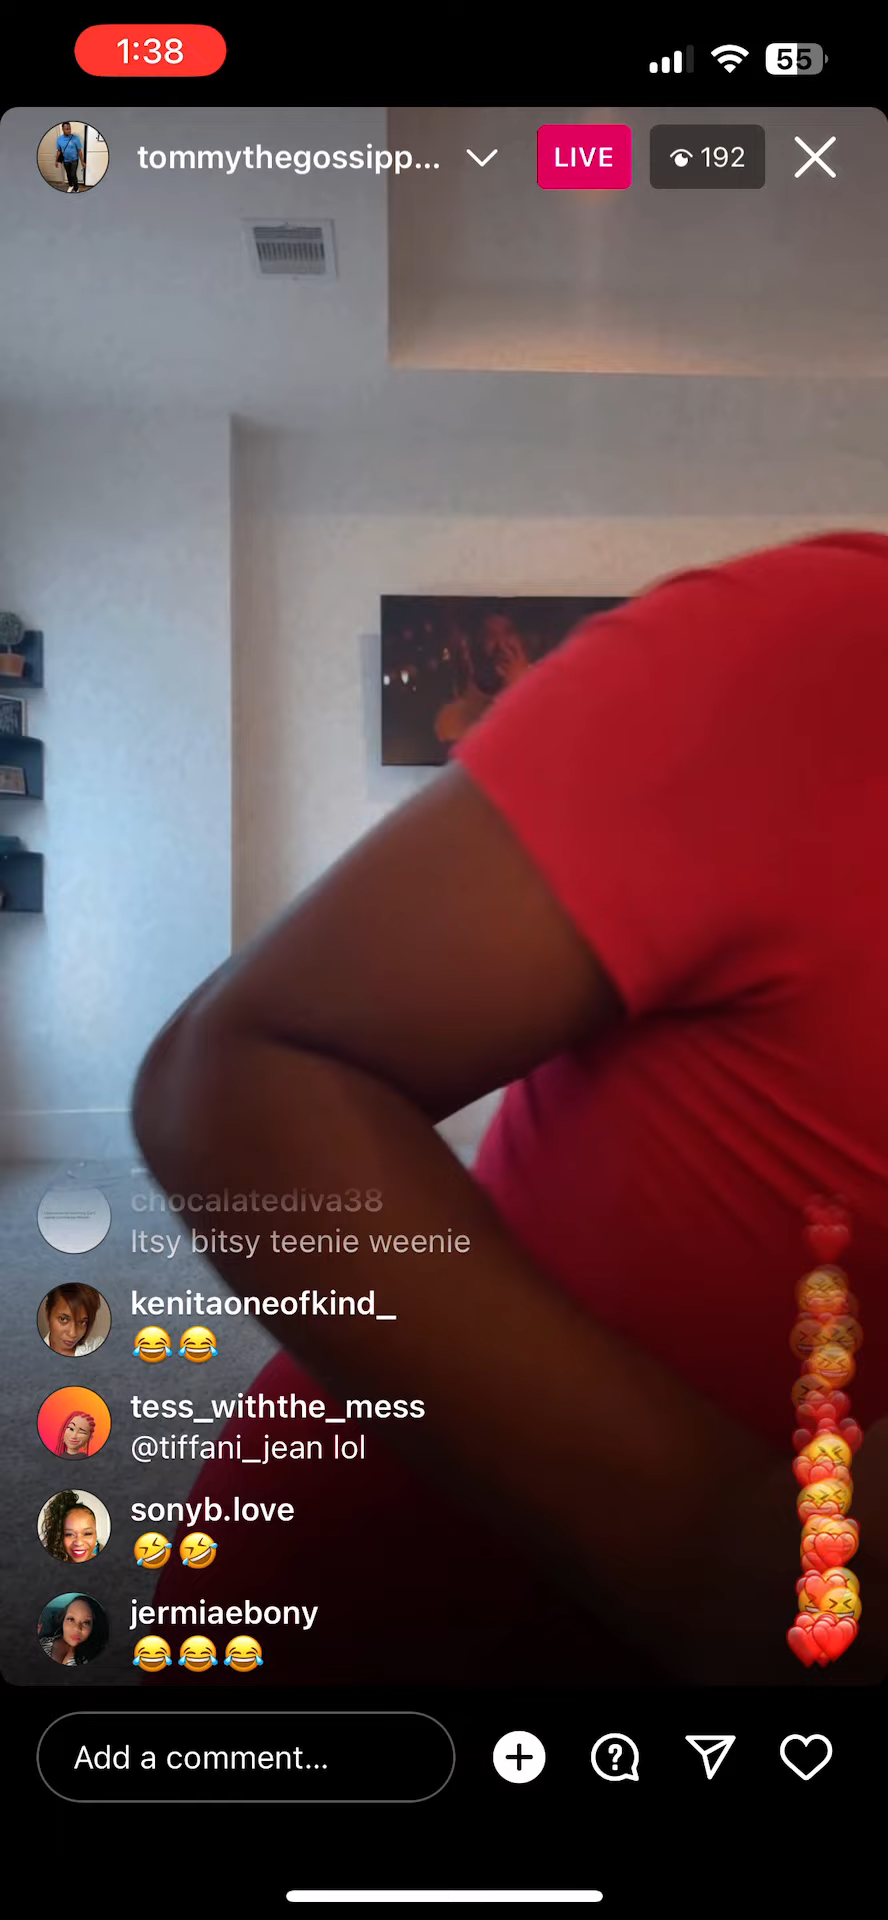 1:38
55
tommythegossipp...
LIVE
192
chocalatediva38
Itsy bitsy teenie weenie
kenitaoneofkind_
😂😂
tess_withthe_mess
@tiffani_jean lol
sonyb.love
🤣🤣
jermiaebony
😂😂😂
Add a comment...